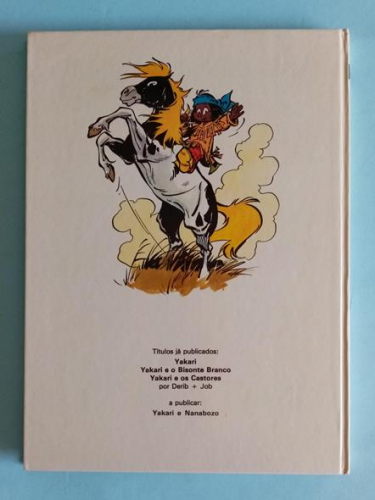 Títulos já publicados:
Yakari
Yakari e o Bisonte Branco
Yakari e os Castores
por Derib + Job
a publicar:
Yakari e Nanabozo